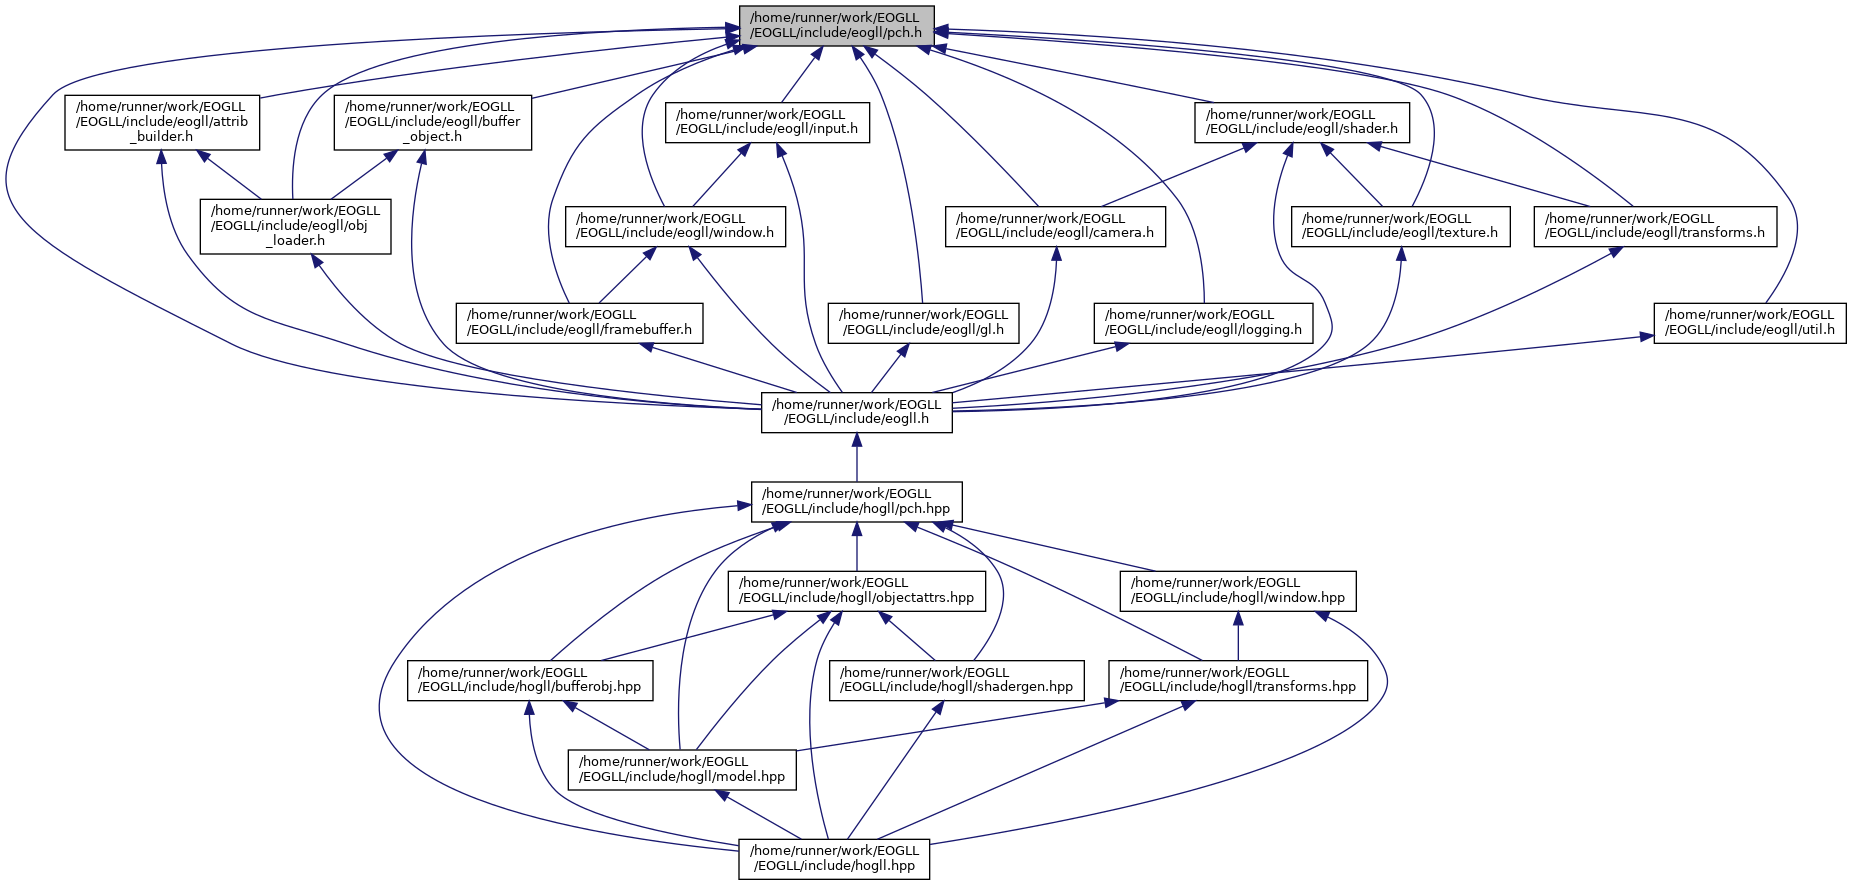 /home/runner/work/EOGLL
/EOGLL/include/eogll/pch.h
/home/runner/work/EOGLL
/EOGLL/include/eogll/attrib
_builder.h
/home/runner/work/EOGLL
/EOGLL/include/eogll/buffer
_object.h
/home/runner/work/EOGLL
/EOGLL/include/eogll/input.h
/home/runner/work/EOGLL
/EOGLL/include/eogll/shader.h
/home/runner/work/EOGLL
/EOGLL/include/eogll/obj
_loader.h
/home/runner/work/EOGLL
/EOGLL/include/eogll/window.h
/home/runner/work/EOGLL
/EOGLL/include/eogll/camera.h
/home/runner/work/EOGLL
/EOGLL/include/eogll/texture.h
/home/runner/work/EOGLL
/EOGLL/include/eogll/transforms.h
/home/runner/work/EOGLL
/EOGLL/include/eogll/framebuffer.h
/home/runner/work/EOGLL
/EOGLL/include/eogll/gl.h
/home/runner/work/EOGLL
/EOGLL/include/eogll/logging.h
/home/runner/work/EOGLL
/EOGLL/include/eogll/util.h
/home/runner/work/EOGLL
/EOGLL/include/eogll.h
/home/runner/work/EOGLL
/EOGLL/include/hogll/pch.hpp
/home/runner/work/EOGLL
/EOGLL/include/hogll/objectattrs.hpp
/home/runner/work/EOGLL
/EOGLL/include/hogll/window.hpp
/home/runner/work/EOGLL
/EOGLL/include/hogll/bufferobj.hpp
/home/runner/work/EOGLL
/EOGLL/include/hogll/shadergen.hpp
/home/runner/work/EOGLL
/EOGLL/include/hogll/transforms.hpp
/home/runner/work/EOGLL
/EOGLL/include/hogll/model.hpp
/home/runner/work/EOGLL
/EOGLL/include/hogll.hpp